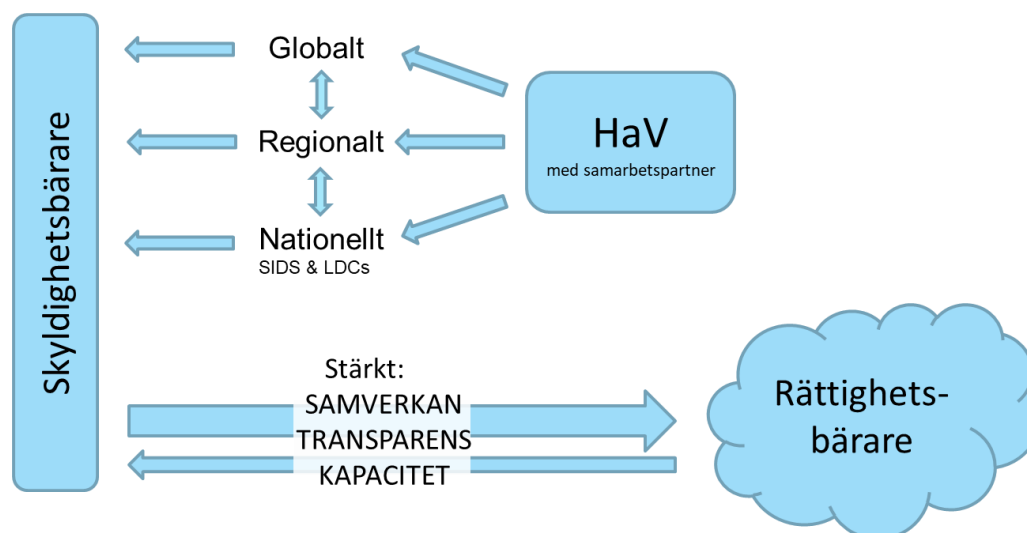 Skyldighetsbärare
Globalt
Regionalt
Nationellt
SIDS & LDCs
HaV
med samarbetspartner
Stärkt:
SAMVERKAN
TRANSPARENS
KAPACITET
Rättighets-
bärare